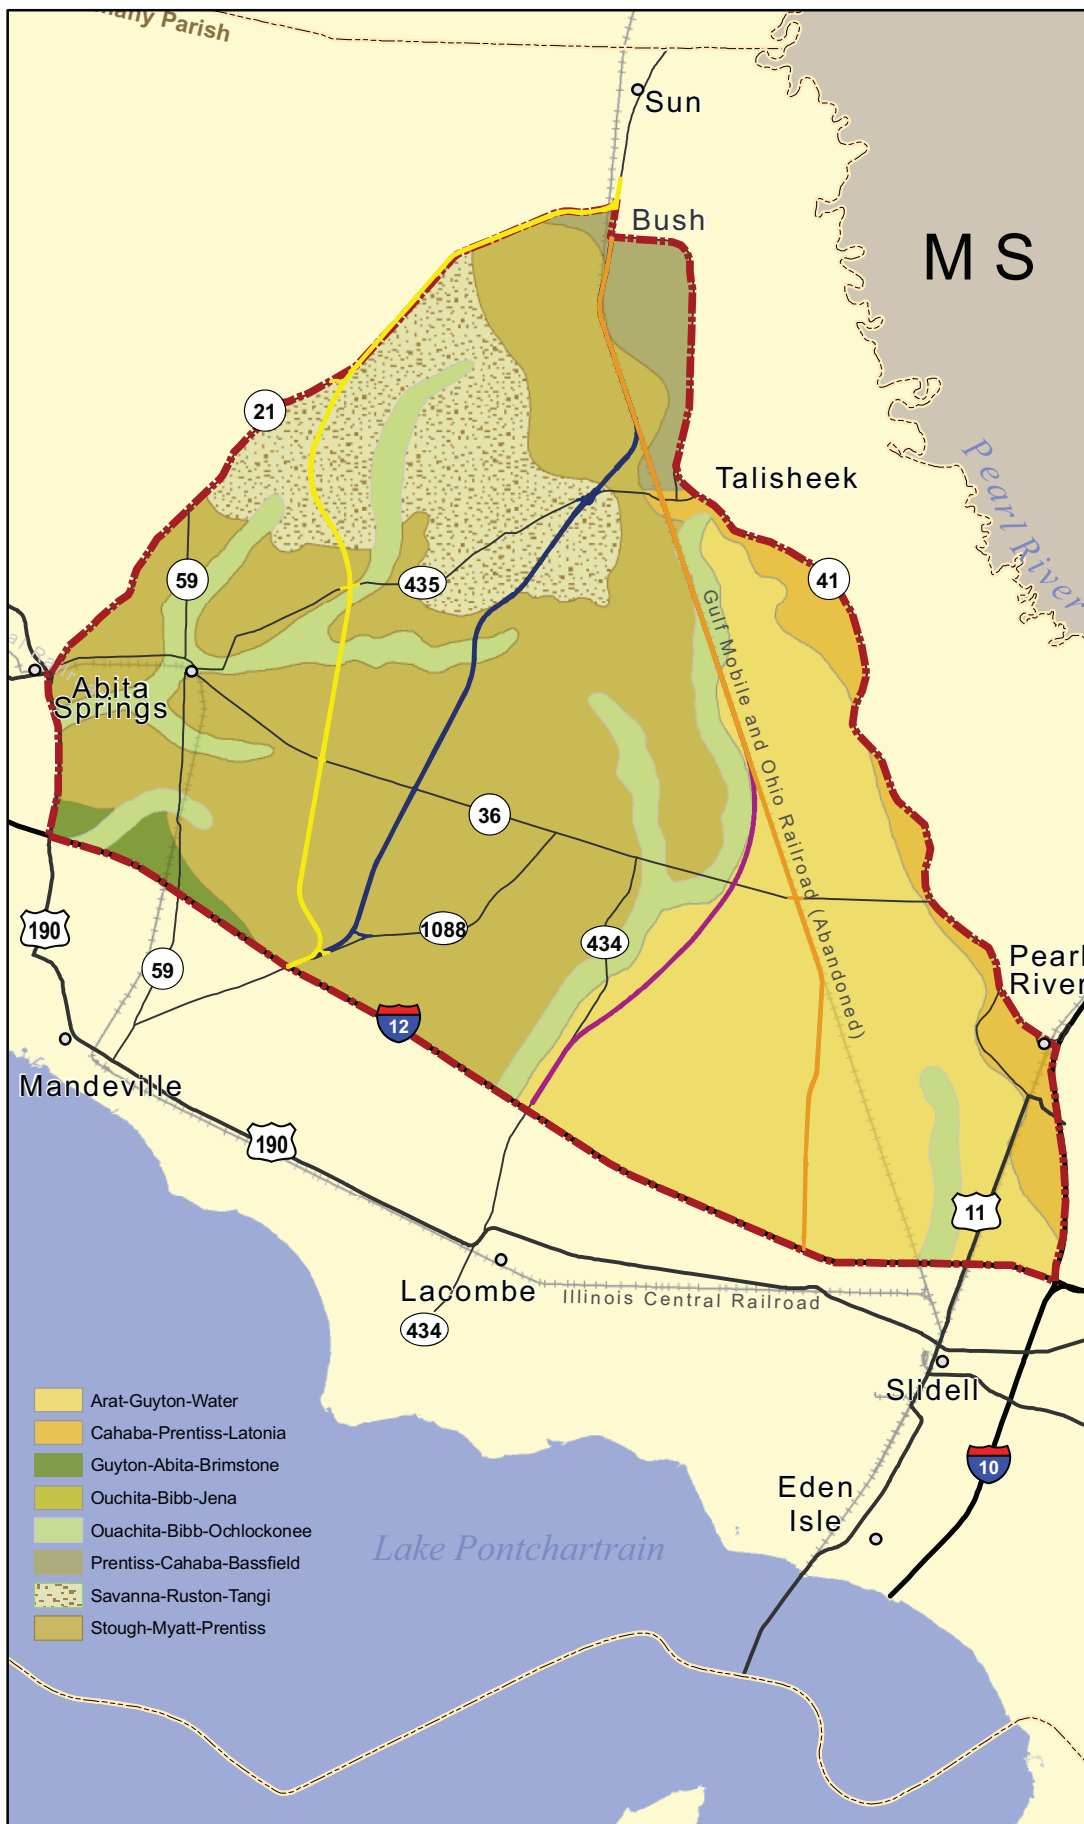 many Parish
Sun
Bush
M S
21
Talisheek
Pearl River
59
435
41
Gulf Mobile and Ohio Railroad (Abandoned)
Abita
Springs
36
190
1088
434
59
Pearl
River
12
Mandeville
190
11
Lacombe
Illinois Central Railroad
434
Slidell
10
Eden
Isle
Lake Pontchartrain
Arat-Guyton-Water
Cahaba-Prentiss-Latonia
Guyton-Abita-Brimstone
Ouchita-Bibb-Jena
Ouachita-Bibb-Ochlockonee
Prentiss-Cahaba-Bassfield
Savanna-Ruston-Tangi
Stough-Myatt-Prentiss